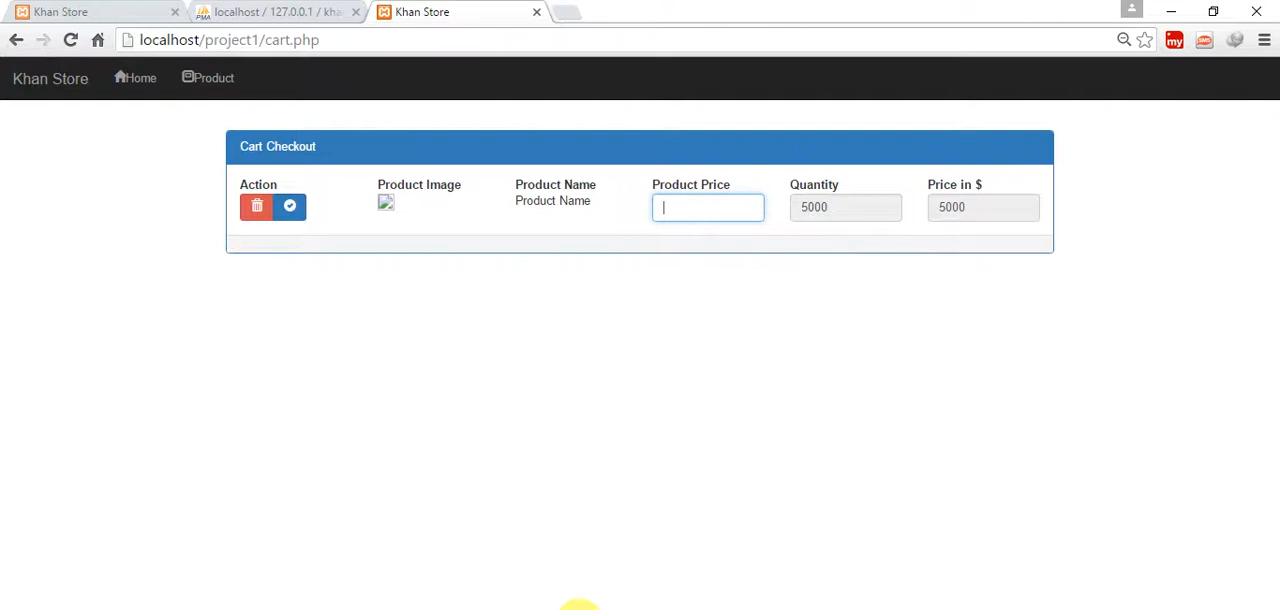 Khan Store
localhost / 127.0.0.1 / kha
Khan Store
localhost/project1/cart.php
my
SMS
Khan Store Home Product
Cart Checkout
Action Product Image Product Name Product Price Quantity Price in $
Product Name 5000 5000